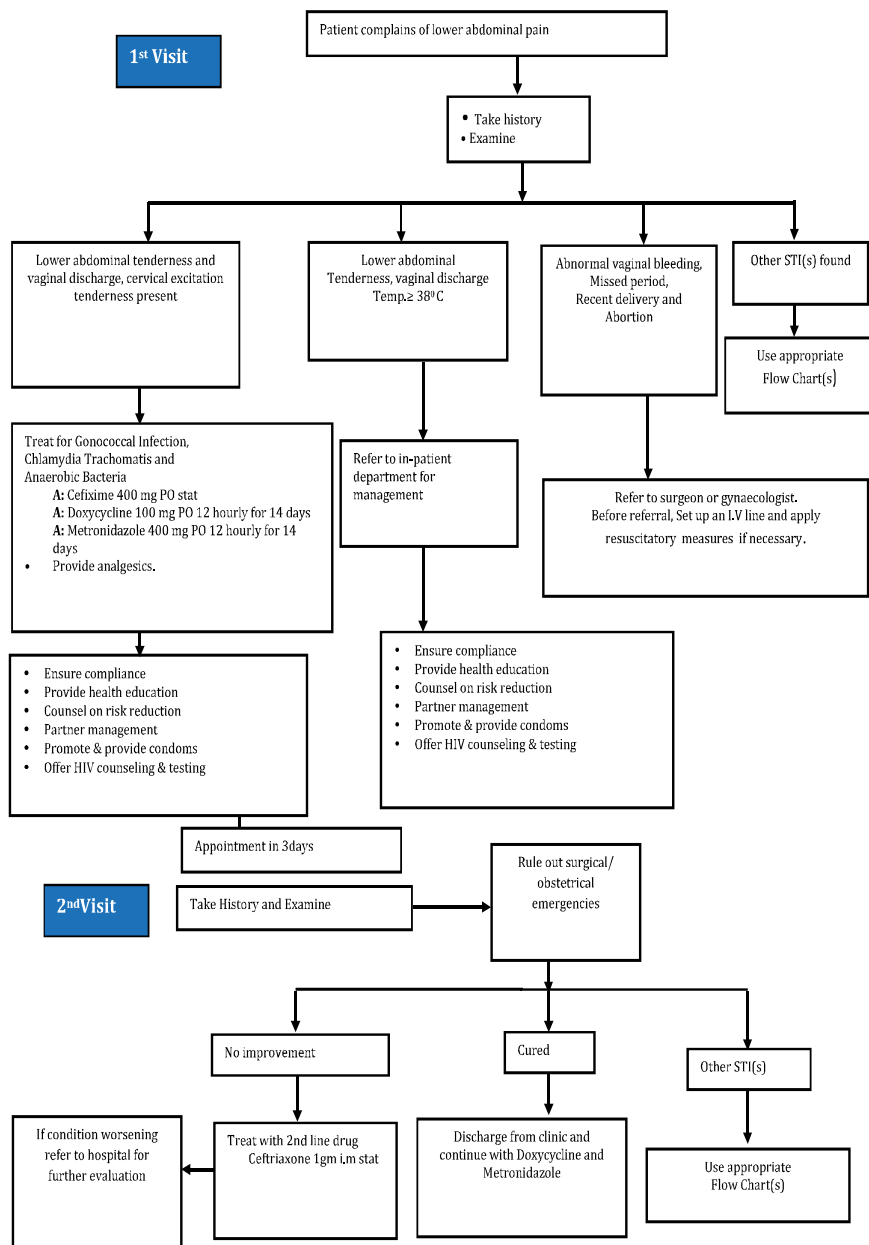 Patient complains of lower abdominal pain
1st Visit
• Take history
• Examine
Lower abdominal tenderness and
vaginal discharge, cervical excitation
tenderness present
Lower abdominal
Tenderness, vaginal discharge
Temp.≥ 38⁰ C
Abnormal vaginal bleeding,
Missed period,
Recent delivery and
Abortion
Other STI(s) found
Use appropriate
Flow Chart(s)
Treat for Gonococcal Infection,
Chlamydia Trachomatis and
Anaerobic Bacteria
A: Cefixime 400 mg PO stat
A: Doxycycline 100 mg PO 12 hourly for 14 days
A: Metronidazole 400 mg PO 12 hourly for 14
days
• Provide analgesics.
Refer to in-patient
department for
management
Refer to surgeon or gynaecologist.
Before referral, Set up an I.V line and apply
resuscitatory measures if necessary.
• Ensure compliance
• Provide health education
• Counsel on risk reduction
• Partner management
• Promote & provide condoms
• Offer HIV counseling & testing
• Ensure compliance
• Provide health education
• Counsel on risk reduction
• Partner management
• Promote & provide condoms
• Offer HIV counseling & testing
Appointment in 3days
2nd Visit
Take History and Examine
Rule out surgical/
obstetrical
emergencies
No improvement
Cured
Other STI(s)
If condition worsening
refer to hospital for
further evaluation
Treat with 2nd line drug
Ceftriaxone 1gm i.m stat
Discharge from clinic and
continue with Doxycycline and
Metronidazole
Use appropriate
Flow Chart(s)